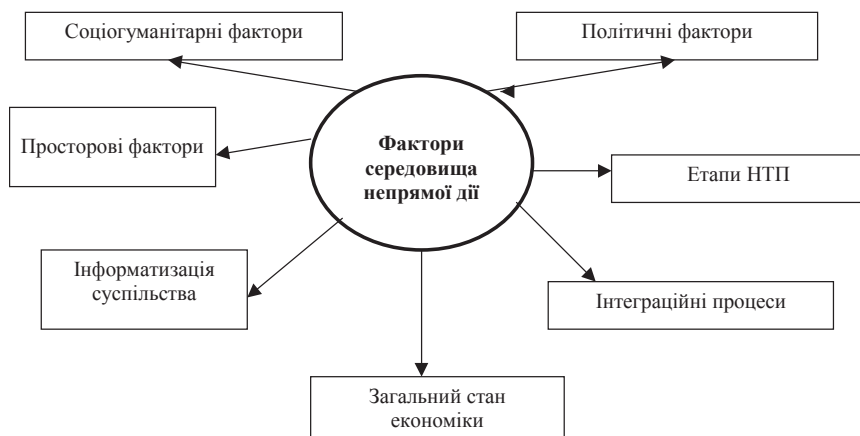 Соціогуманітарні фактори
Політичні фактори
Просторові фактори
Фактори
середовища
непрямої дії
Етапи НТП
Інформатизація
суспільства
Інтеграційні процеси
Загальний стан
економіки